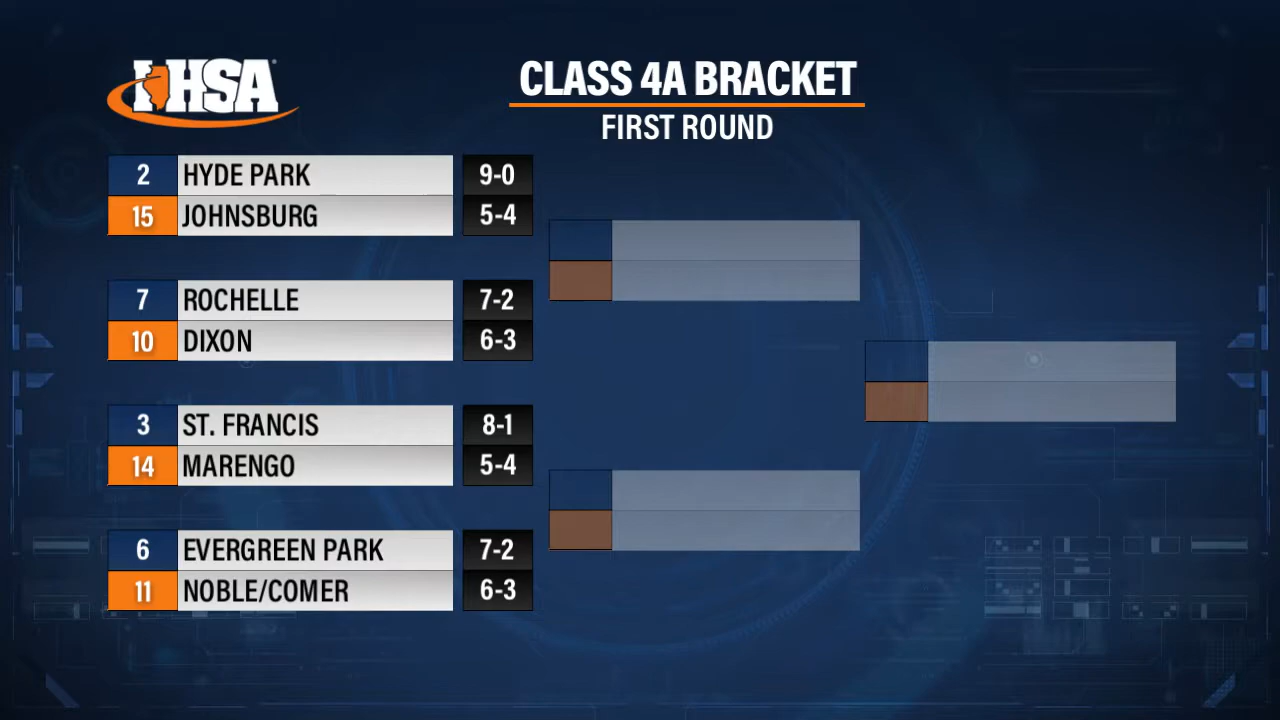 IHSA
CLASS 4A BRACKET
FIRST ROUND
2 HYDE PARK 9-0
15 JOHNSBURG 5-4
7 ROCHELLE 7-2
10 DIXON 6-3
3 ST. FRANCIS 8-1
14 MARENGO 5-4
6 EVERGREEN PARK 7-2
11 NOBLE/COMER 6-3